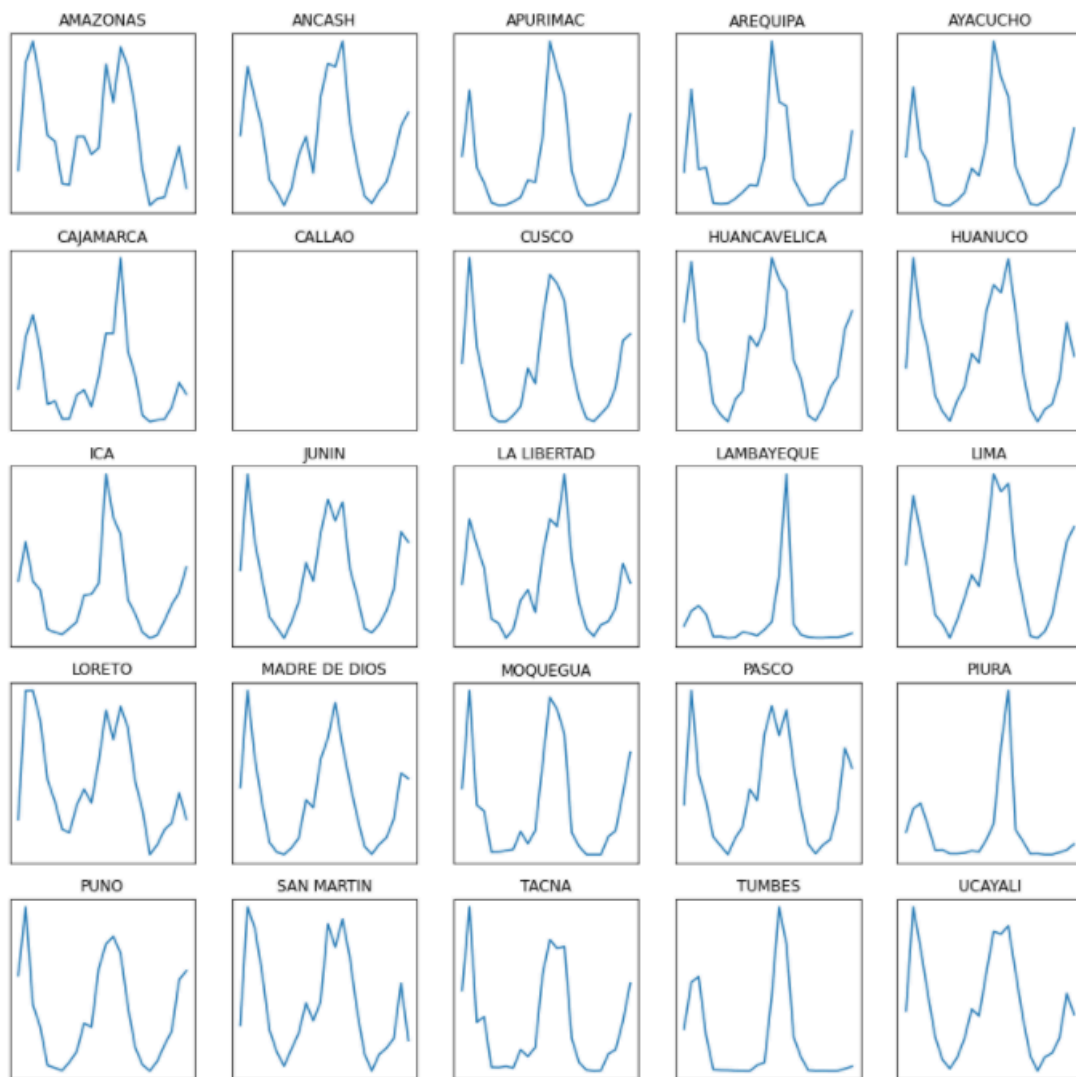 AMAZONAS ANCASH APURIMAC AREQUIPA AYACUCHO
CAJAMARCA CALLAO CUSCO HUANCAVELICA HUANUCO
ICA JUNIN LA LIBERTAD LAMBAYEQUE LIMA
LORETO MADRE DE DIOS MOQUEGUA PASCO PIURA
PUNO SAN MARTIN TACNA TUMBES UCAYALI